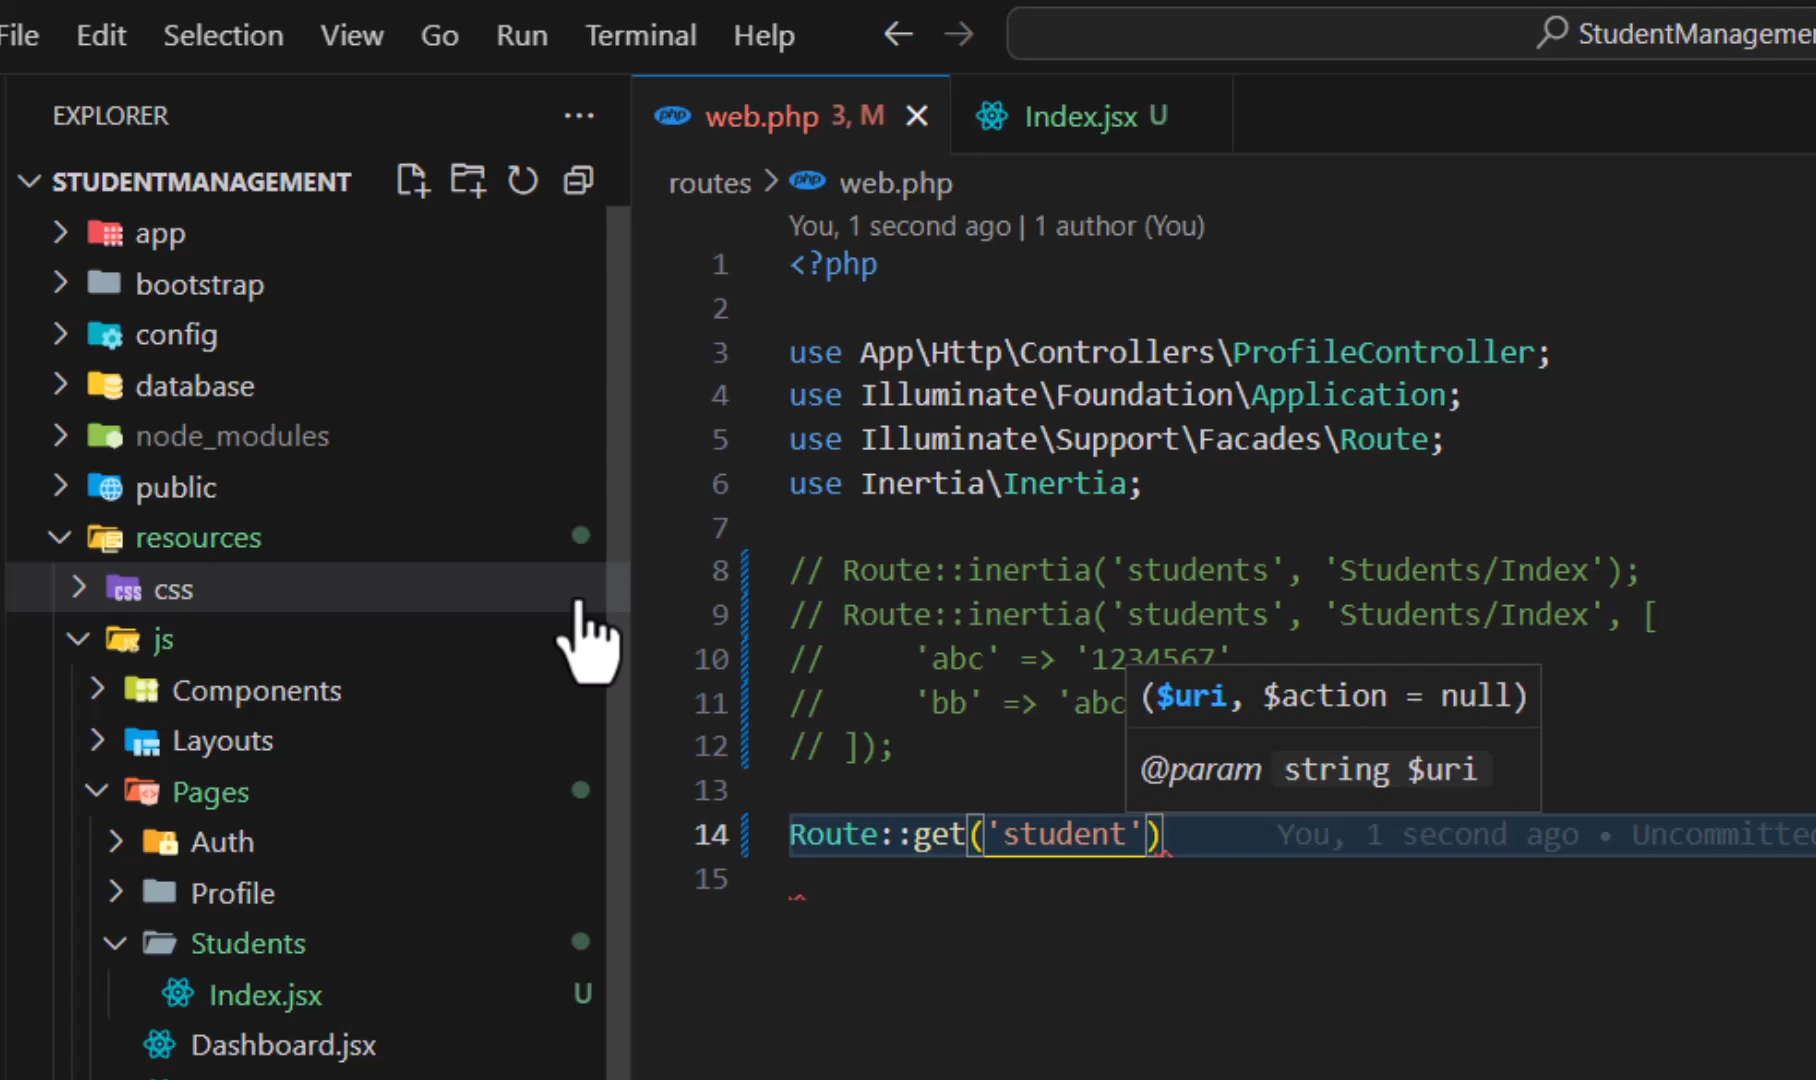 File Edit Selection View Go Run Terminal Help
EXPLORER
STUDENTMANAGEMENT
app
bootstrap
config
database
node_modules
public
resources
css
css
js
Components
Layouts
Pages
Auth
Profile
Students
Index.jsx U
Dashboard.jsx
php web.php 3, M
Index.jsx U
routes > php web.php
You, 1 second ago | 1 author (You)
1 <?php
2
3 use App\Http\Controllers\ProfileController;
4 use Illuminate\Foundation\Application;
5 use Illuminate\Support\Facades\Route;
6 use Inertia\Inertia;
7
8 // Route::inertia('students', 'Students/Index');
9 // Route::inertia('students', 'Students/Index', [
10 //     'abc' => '1234567'
11 //     'bb' => 'abc
12 // ]);
13
14 Route::get('student') You, 1 second ago • Uncommitted
15
($uri, $action = null)
@param string $uri